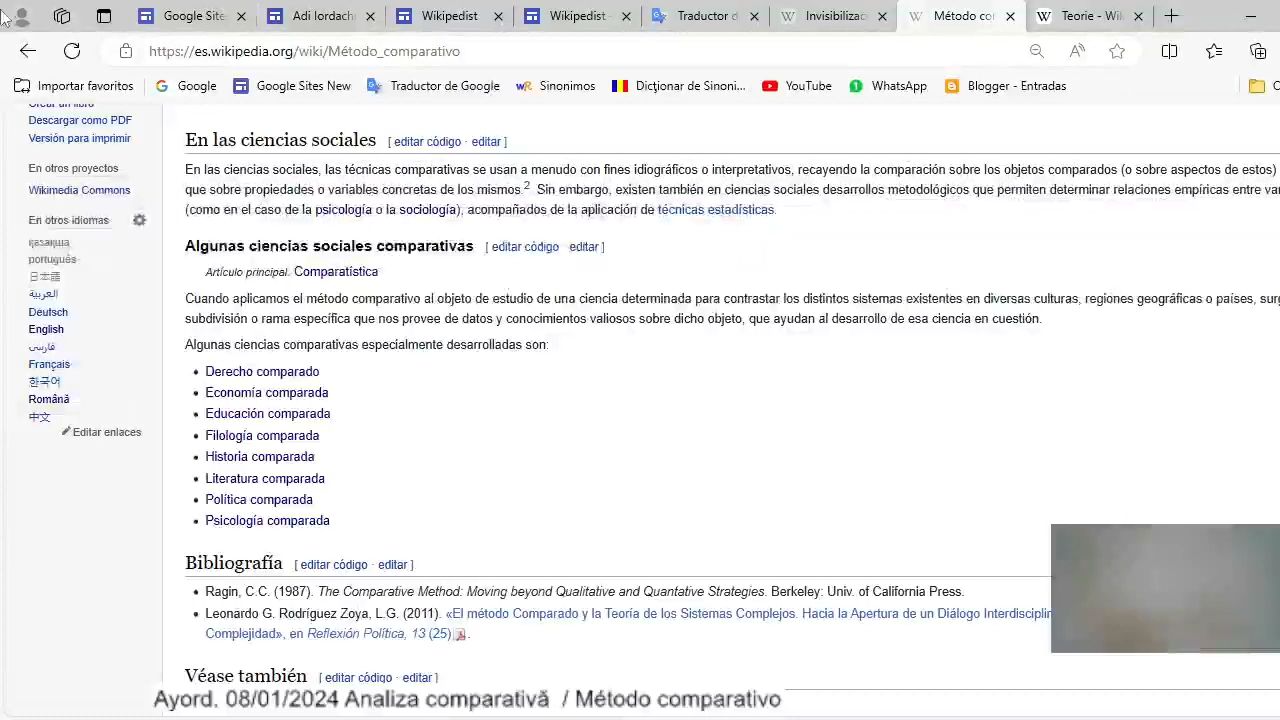 Google Site
Adi Iordach
Wikipedist
Wikipedist
Traductor d
Invisibilizac
Método co
Teorie - Wik
https://es.wikipedia.org/wiki/Método_comparativo
Importar favoritos
Google
Google Sites New
Traductor de Google
Sinonimos
Dicționar de Sinoni...
YouTube
WhatsApp
Blogger - Entradas
Crear un libro
Descargar como PDF
Versión para imprimir
En otros proyectos
Wikimedia Commons
En otros idiomas
Қазақша
português
日本語
العربية
Deutsch
English
فارسی
Français
한국어
Română
中文
Editar enlaces
En las ciencias sociales [ editar código · editar ]
En las ciencias sociales, las técnicas comparativas se usan a menudo con fines idiográficos o interpretativos, recayendo la comparación sobre los objetos comparados (o sobre aspectos de estos)
que sobre propiedades o variables concretas de los mismos.2 Sin embargo, existen también en ciencias sociales desarrollos metodológicos que permiten determinar relaciones empíricas entre var
(como en el caso de la psicología o la sociología), acompañados de la aplicación de técnicas estadísticas.
Algunas ciencias sociales comparativas [ editar código · editar ]
Artículo principal: Comparatística
Cuando aplicamos el método comparativo al objeto de estudio de una ciencia determinada para contrastar los distintos sistemas existentes en diversas culturas, regiones geográficas o países, surg
subdivisión o rama específica que nos provee de datos y conocimientos valiosos sobre dicho objeto, que ayudan al desarrollo de esa ciencia en cuestión.
Algunas ciencias comparativas especialmente desarrolladas son:
Derecho comparado
Economía comparada
Educación comparada
Filología comparada
Historia comparada
Literatura comparada
Política comparada
Psicología comparada
Bibliografía [ editar código · editar ]
Ragin, C.C. (1987). The Comparative Method: Moving beyond Qualitative and Quantative Strategies. Berkeley: Univ. of California Press.
Leonardo G. Rodríguez Zoya, L.G. (2011). «El método Comparado y la Teoría de los Sistemas Complejos. Hacia la Apertura de un Diálogo Interdisciplin
Complejidad», en Reflexión Política, 13 (25).
Véase también [ editar código · editar ]
Ayord. 08/01/2024 Analiza comparativă / Método comparativo